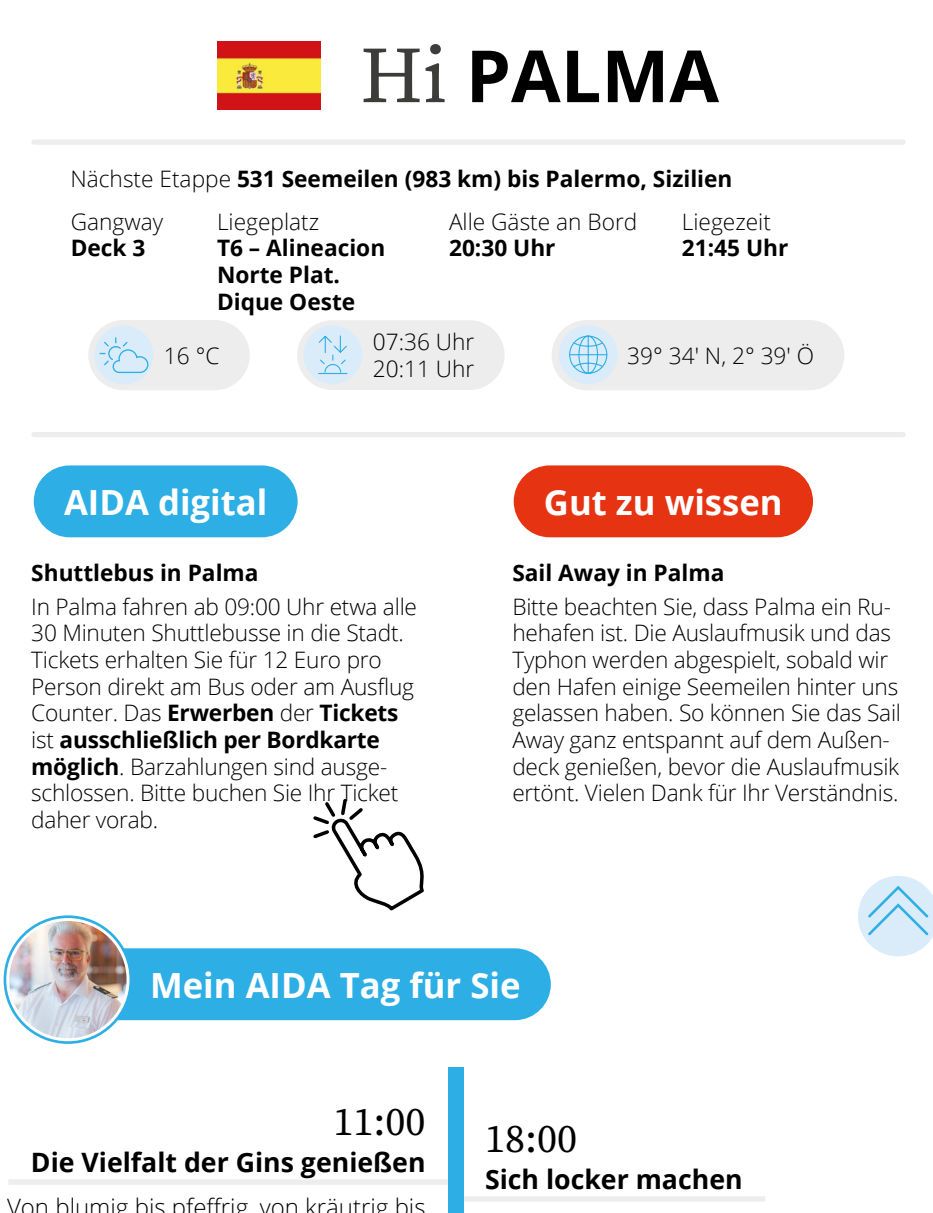 Hi PALMA
Nächste Etappe 531 Seemeilen (983 km) bis Palermo, Sizilien
Gangway
Deck 3
Liegeplatz
T6 – Alineacion
Norte Plat.
Dique Oeste
Alle Gäste an Bord
20:30 Uhr
Liegezeit
21:45 Uhr
16 °C
07:36 Uhr
20:11 Uhr
39° 34' N, 2° 39' Ö
AIDA digital
Shuttlebus in Palma
In Palma fahren ab 09:00 Uhr etwa alle
30 Minuten Shuttlebusse in die Stadt.
Tickets erhalten Sie für 12 Euro pro
Person direkt am Bus oder am Ausflug
Counter. Das Erwerben der Tickets
ist ausschließlich per Bordkarte
möglich. Barzahlungen sind ausge-
schlossen. Bitte buchen Sie Ihr Ticket
daher vorab.
Gut zu wissen
Sail Away in Palma
Bitte beachten Sie, dass Palma ein Ru-
hehafen ist. Die Auslaufmusik und das
Typhon werden abgespielt, sobald wir
den Hafen einige Seemeilen hinter uns
gelassen haben. So können Sie das Sail
Away ganz entspannt auf dem Außen-
deck genießen, bevor die Auslaufmusik
ertönt. Vielen Dank für Ihr Verständnis.
Mein AIDA Tag für Sie
11:00
Die Vielfalt der Gins genießen
Von blumig bis pfeffrig, von kräutrig bis
18:00
Sich locker machen